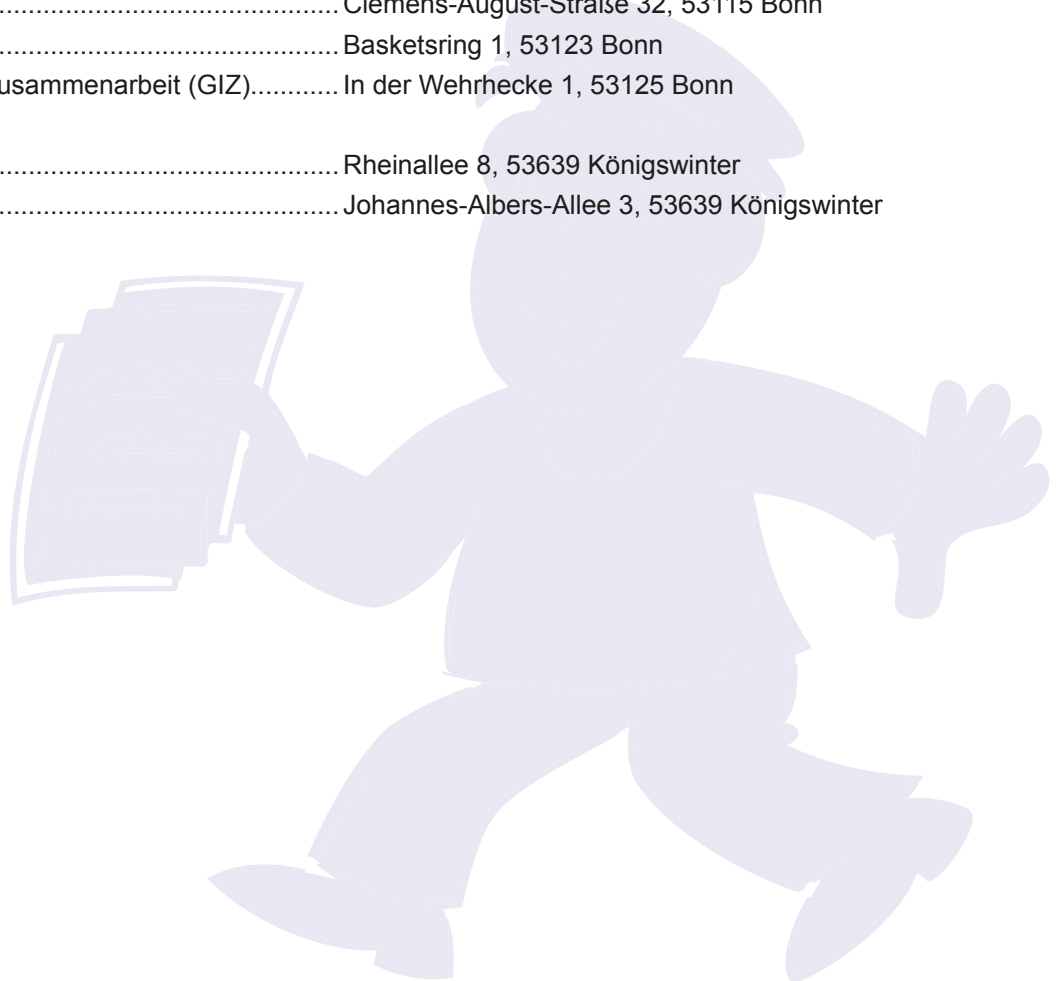 .............................................Clemens-August-Straße 32, 53115 Bonn
.............................................Basketsring 1, 53123 Bonn
usammenarbeit (GIZ)............In der Wehrhecke 1, 53125 Bonn
.............................................Rheinallee 8, 53639 Königswinter
.............................................Johannes-Albers-Allee 3, 53639 Königswinter